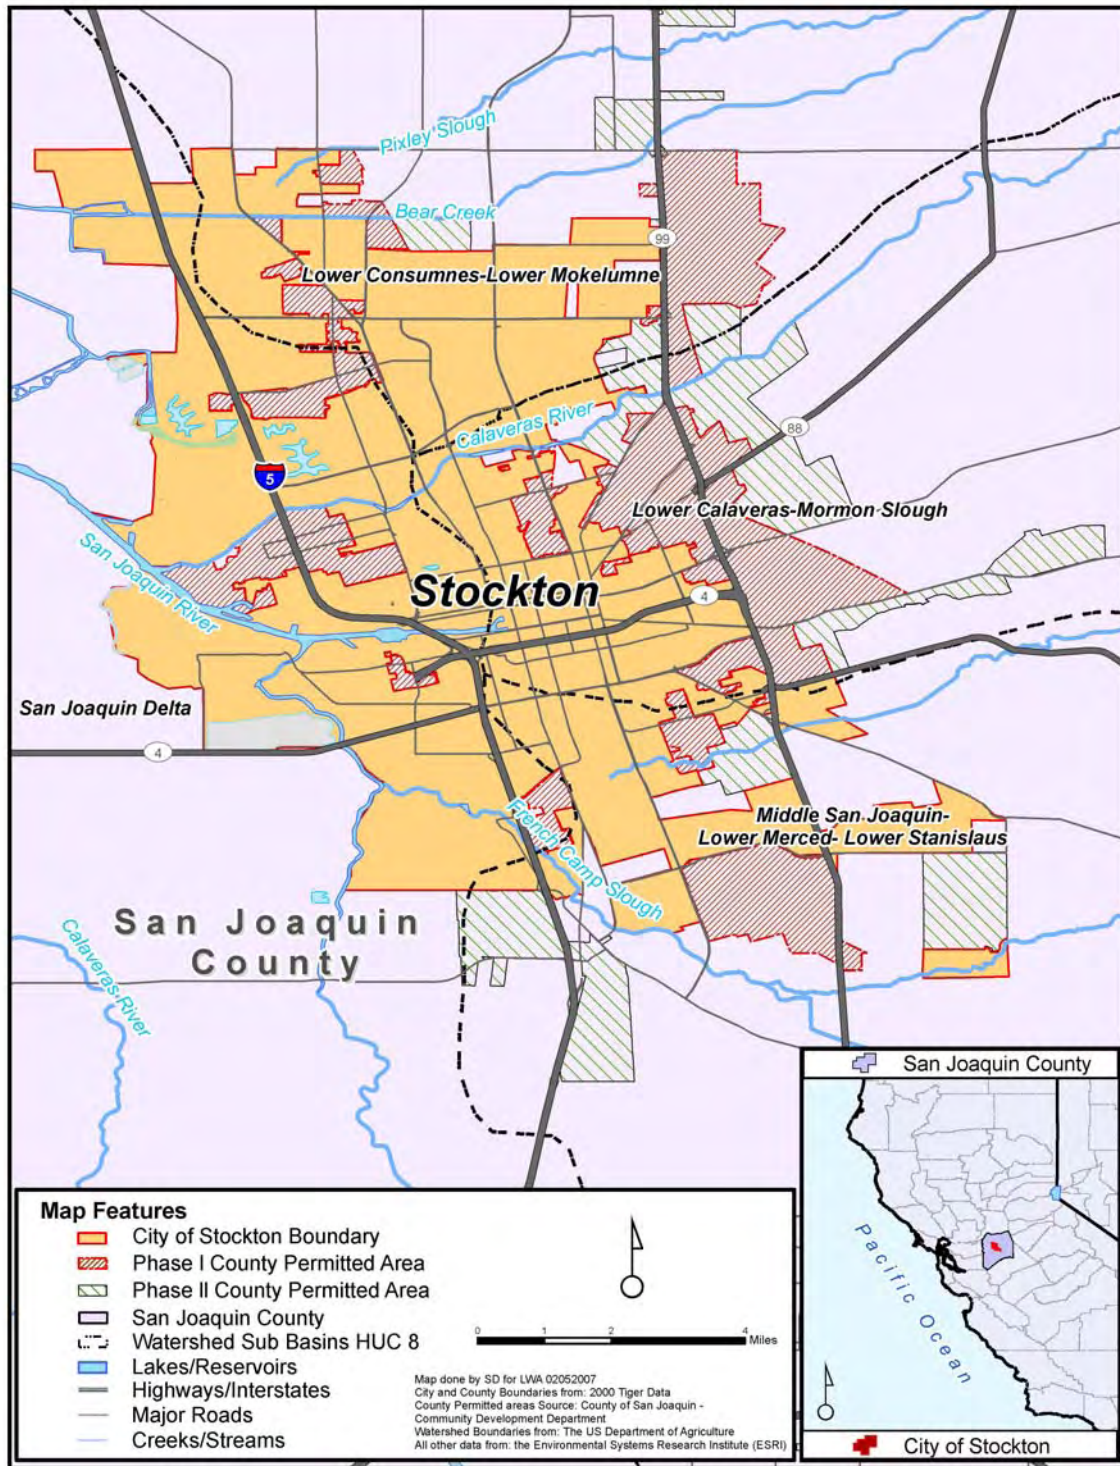 Pixley Slough
Bear Creek
99
Lower Consumnes-Lower Mokelumne
Calaveras River
88
5
Lower Calaveras-Mormon Slough
San Joaquin River
Stockton
4
San Joaquin Delta
4
Middle San Joaquin-
Lower Merced- Lower Stanislaus
French Camp Slough
San Joaquin
County
Calaveras River
San Joaquin County
Pacific Ocean
City of Stockton
Map Features
City of Stockton Boundary
Phase I County Permitted Area
Phase II County Permitted Area
San Joaquin County
Watershed Sub Basins HUC 8
Lakes/Reservoirs
Highways/Interstates
Major Roads
Creeks/Streams
0 1 2 4 Miles
Map done by SD for LWA 02052007
City and County Boundaries from: 2000 Tiger Data
County Permitted areas Source: County of San Joaquin -
Community Development Department
Watershed Boundaries from: The US Department of Agriculture
All other data from: the Environmental Systems Research Institute (ESRI)